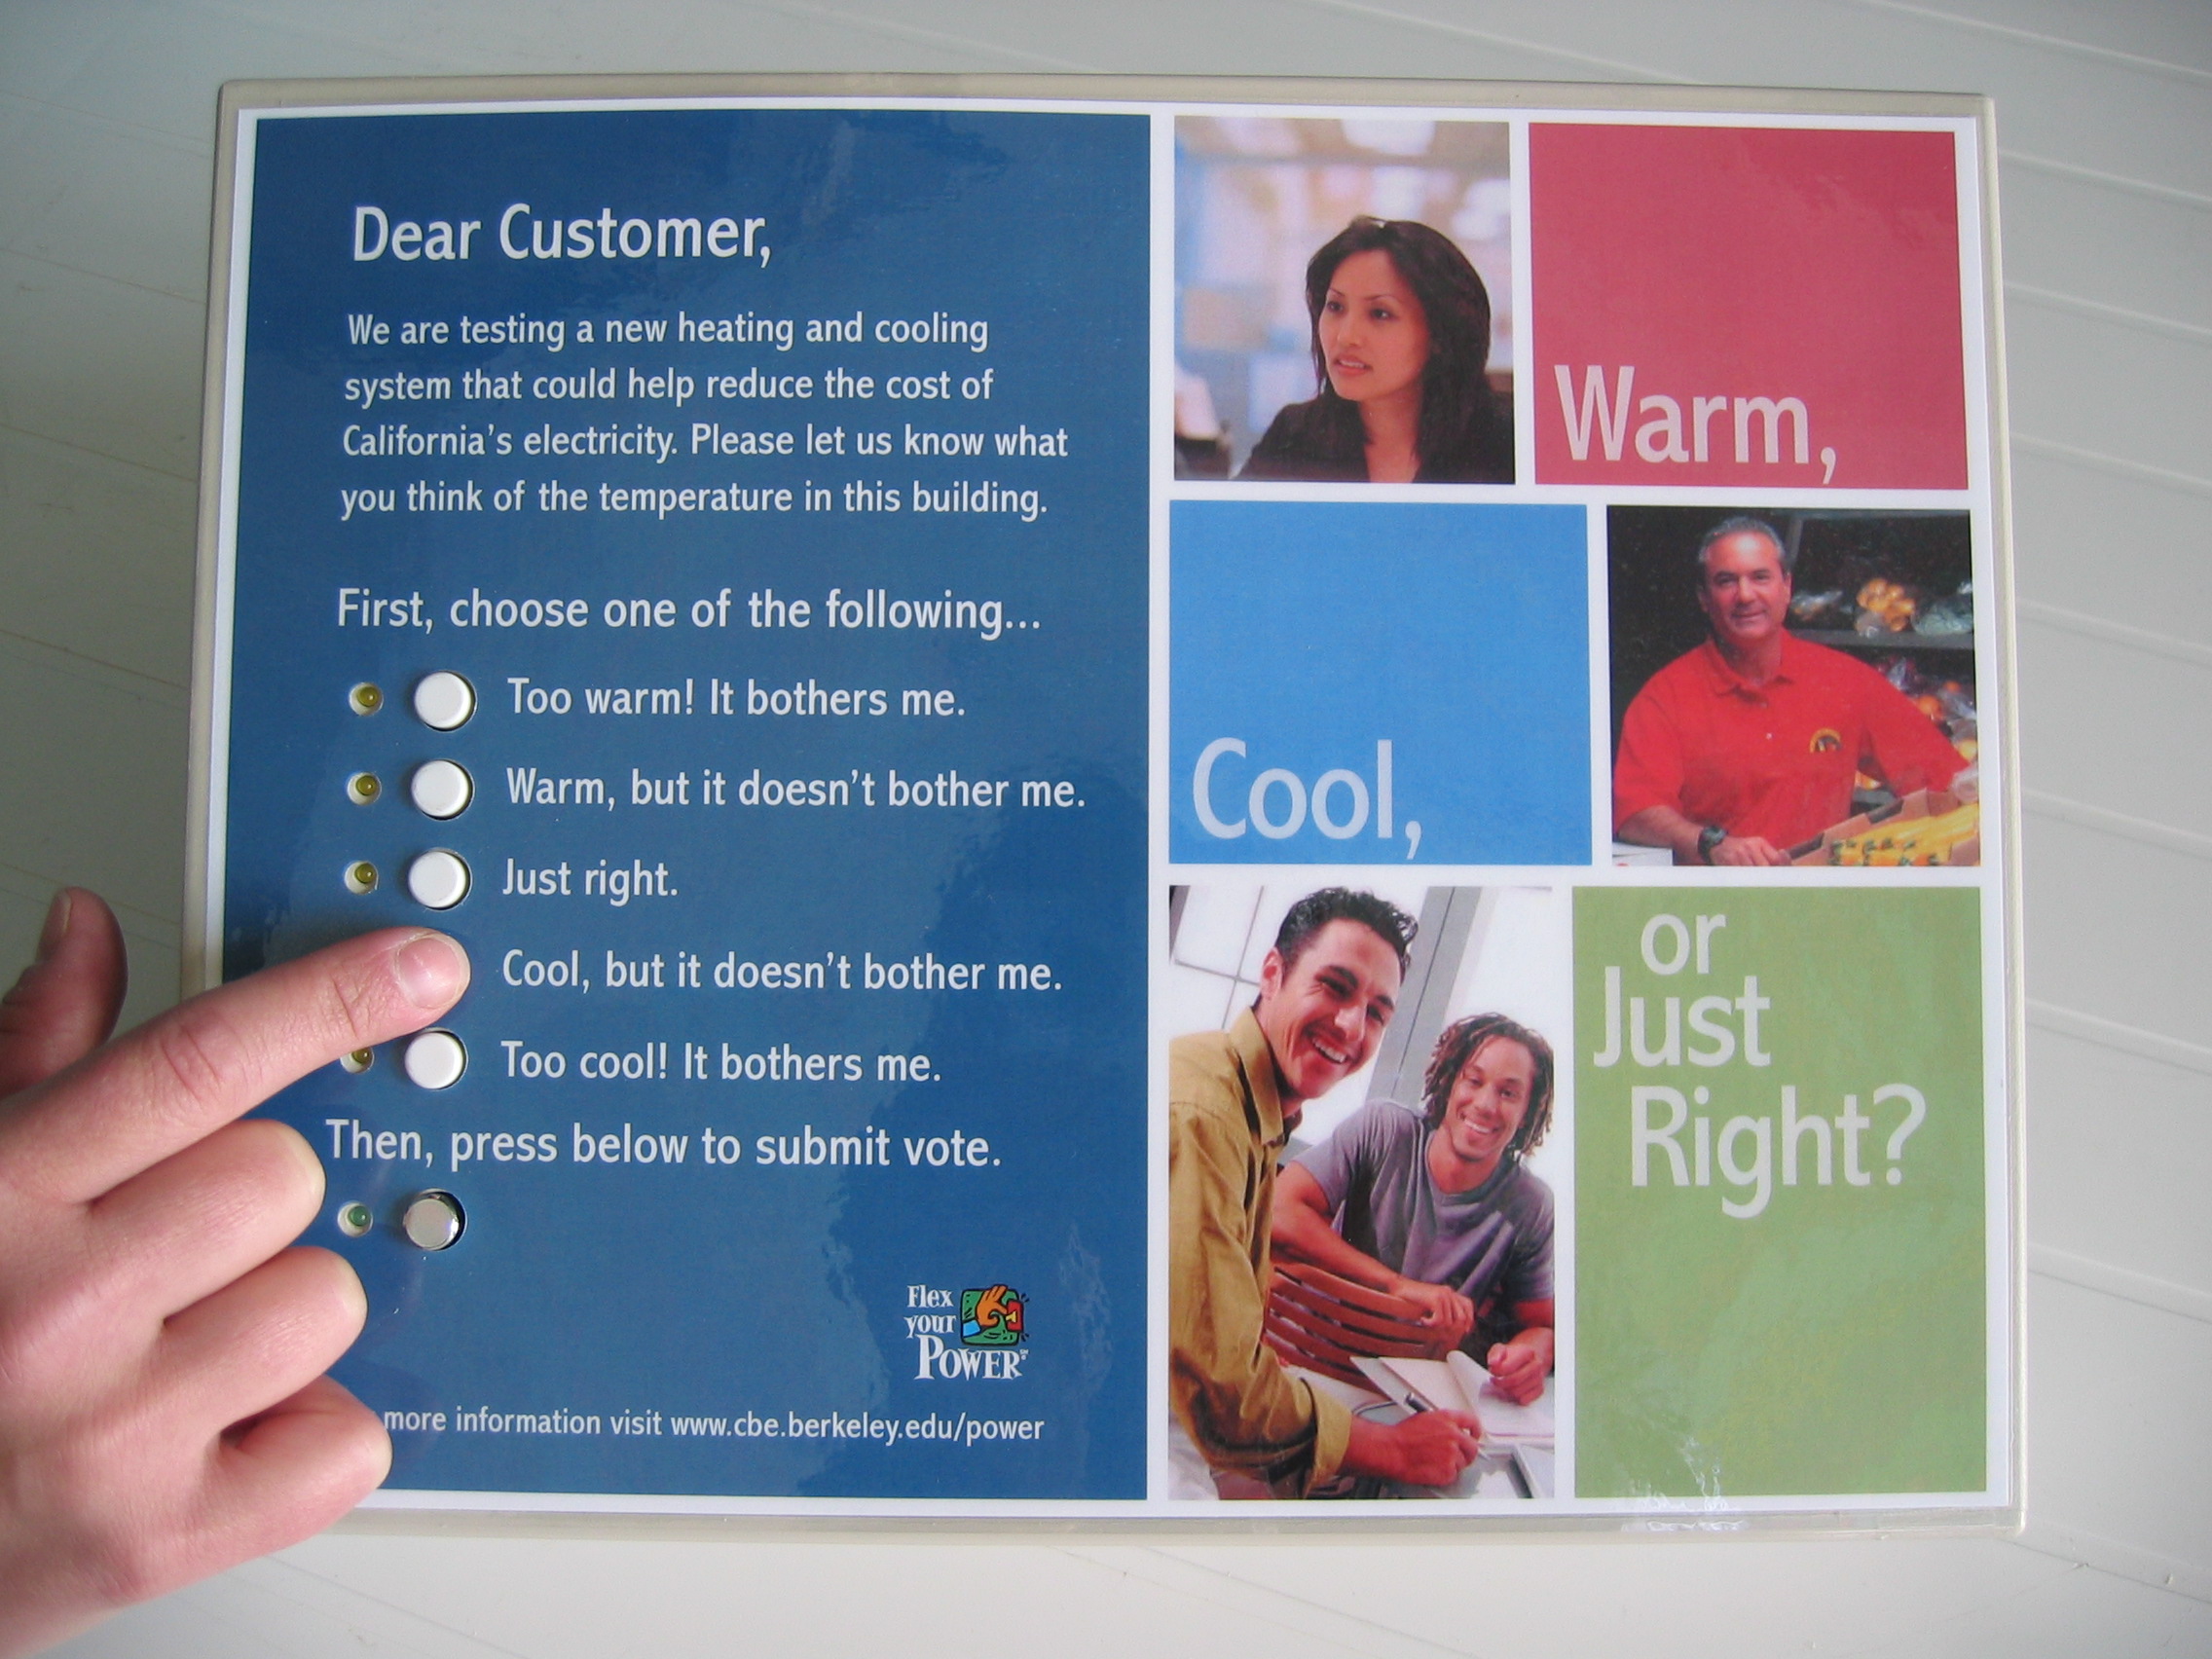 Dear Customer,
We are testing a new heating and cooling
system that could help reduce the cost of
California's electricity. Please let us know what
you think of the temperature in this building.
First, choose one of the following...
Too warm! It bothers me.
Warm, but it doesn't bother me.
Just right.
Cool, but it doesn't bother me.
Too cool! It bothers me.
Then, press below to submit vote.
Flex
your
POWER
more information visit www.cbe.berkeley.edu/power
Warm,
Cool,
or
Just
Right?